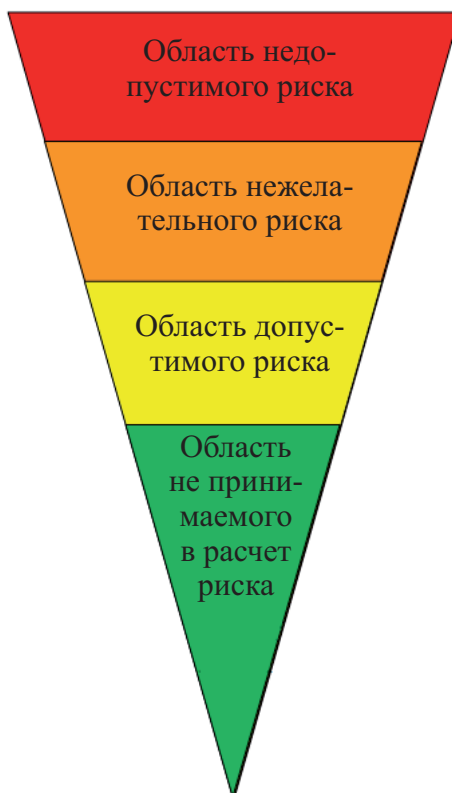 Область недо-
пустимого риска
Область нежела-
тельного риска
Область допус-
тимого риска
Область
не прини-
маемого
в расчет
риска